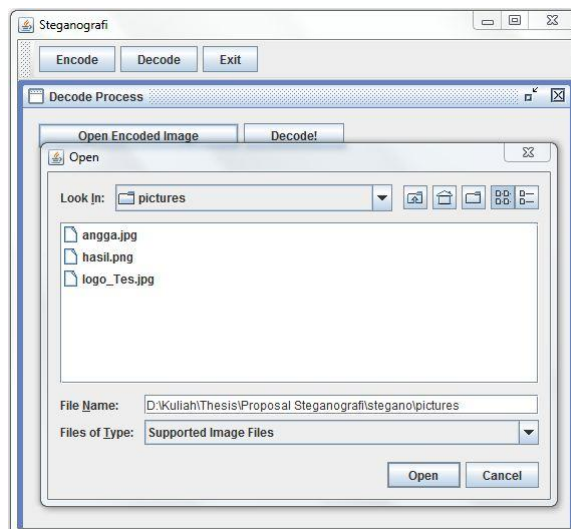 Steganografi
Encode Decode Exit
Decode Process
Open Encoded Image Decode!
Open
Look In: pictures
angga.jpg
hasil.png
logo_Tes.jpg
File Name: D:\Kuliah\Thesis\Proposal Steganografi\stegano\pictures
Files of Type: Supported Image Files
Open Cancel